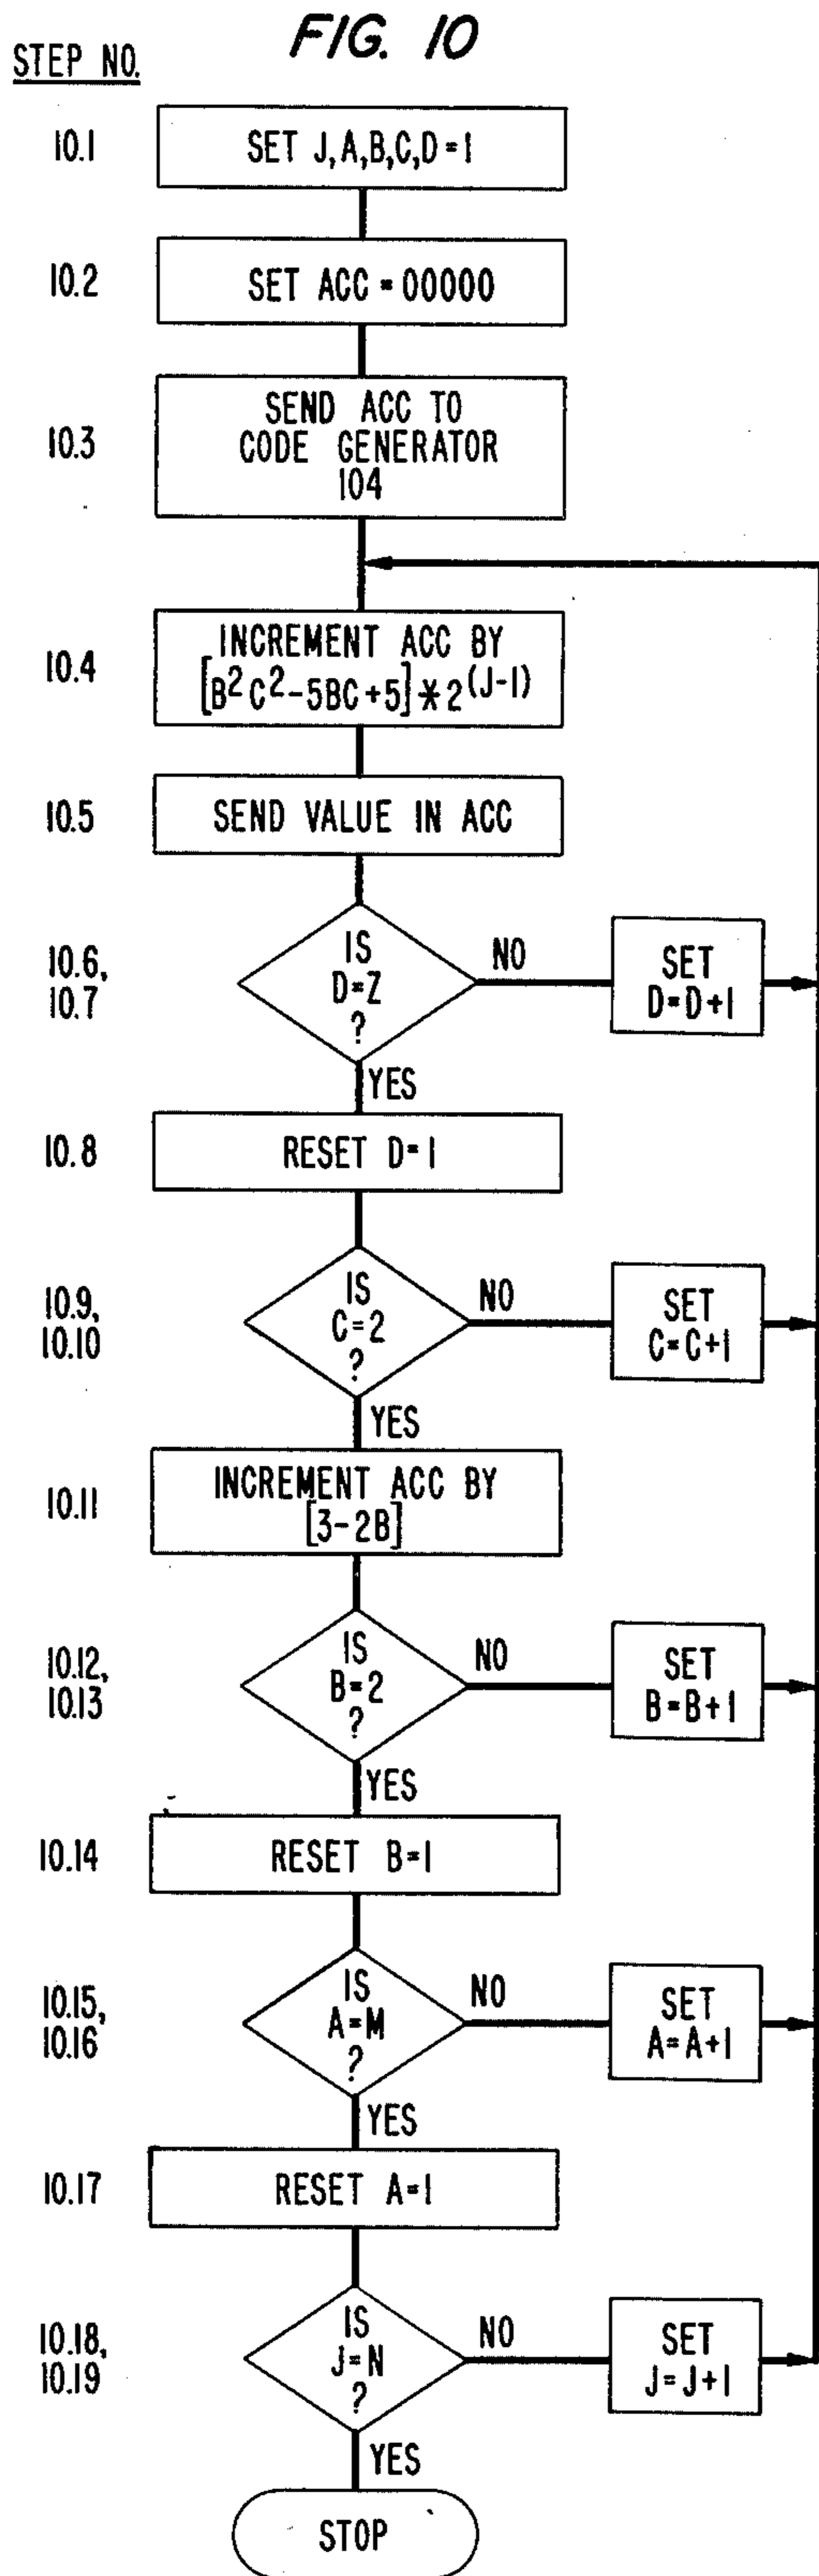 FIG. 10
STEP NO.
10.1
SET J,A,B,C,D=1
10.2
SET ACC = 00000
10.3
SEND ACC TO
CODE GENERATOR
104
10.4
INCREMENT ACC BY
[B²C²-5BC+5]*2^(J-1)
10.5
SEND VALUE IN ACC
10.6,
10.7
IS
D=Z
?
NO
SET
D=D+1
YES
10.8
RESET D=1
10.9,
10.10
IS
C=2
?
NO
SET
C=C+1
YES
10.11
INCREMENT ACC BY
[3-2B]
10.12,
10.13
IS
B=2
?
NO
SET
B=B+1
YES
10.14
RESET B=1
10.15,
10.16
IS
A=M
?
NO
SET
A=A+1
YES
10.17
RESET A=1
10.18,
10.19
IS
J=N
?
NO
SET
J=J+1
YES
STOP